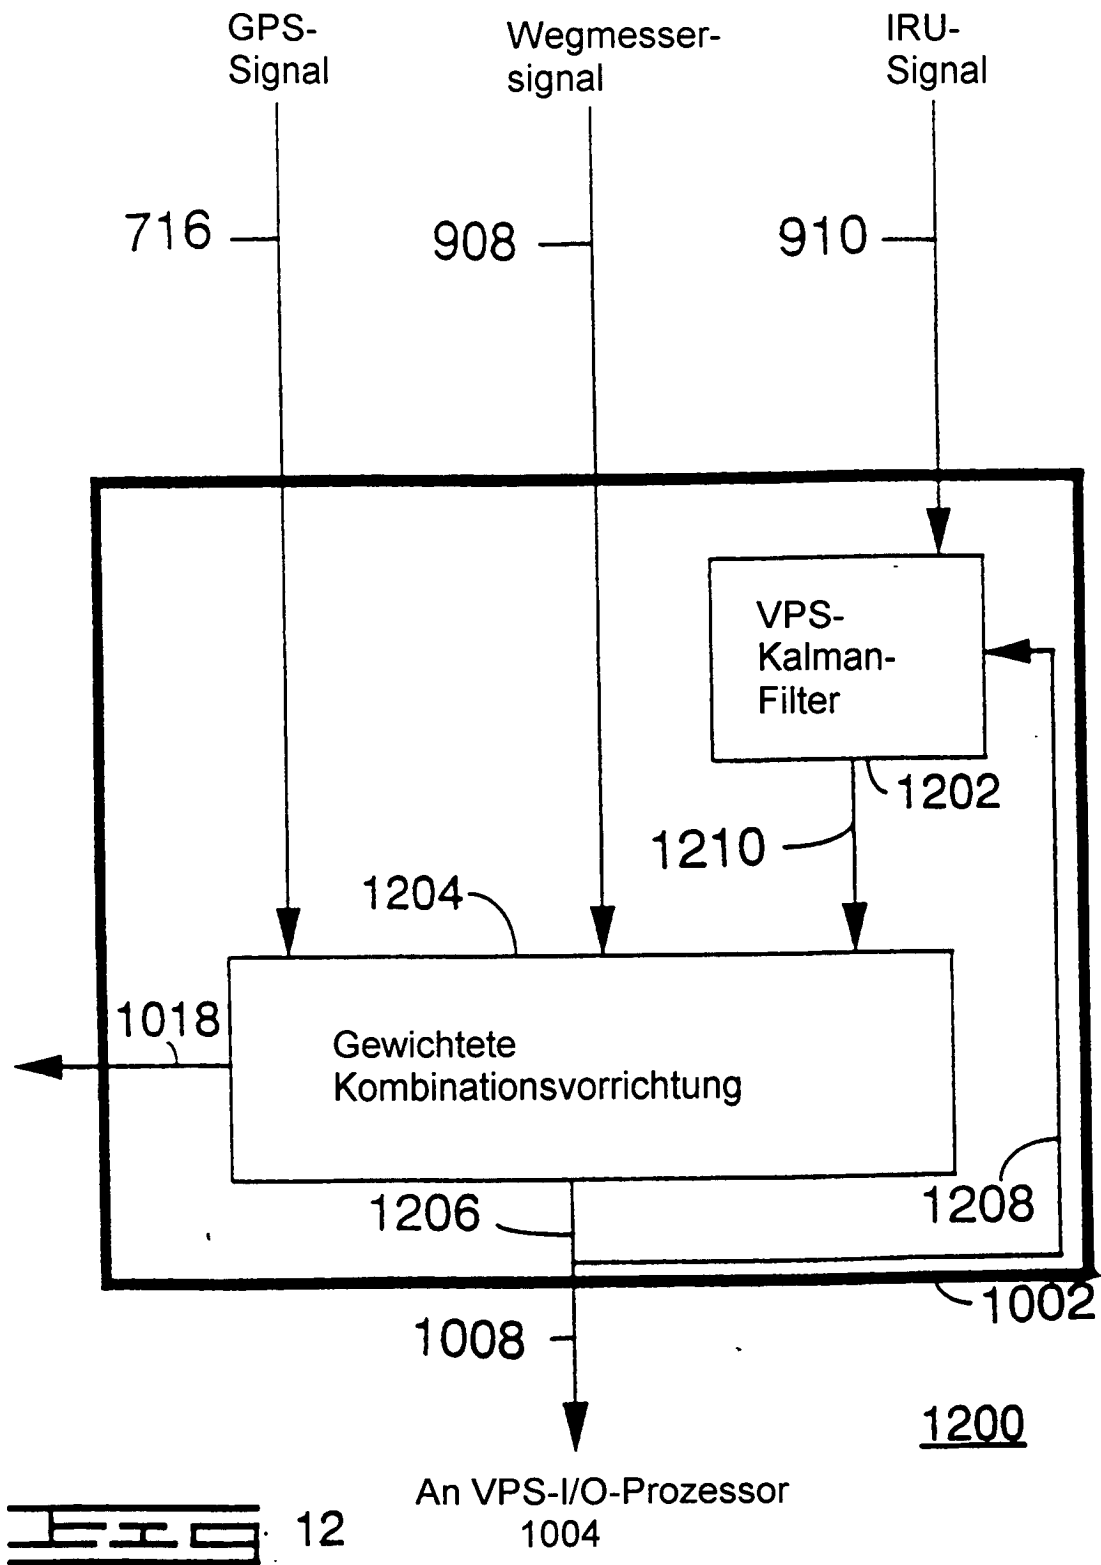 GPS-
Signal
Wegmesser-
signal
IRU-
Signal
716
908
910
VPS-
Kalman-
Filter
1202
1210
1204
1018
Gewichtete
Kombinationsvorrichtung
1206
1208
1002
1008
1200
An VPS-I/O-Prozessor
1004
FIG 12